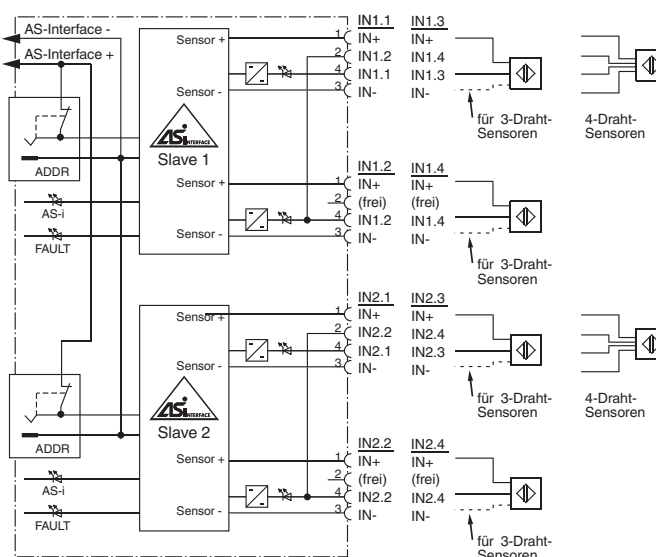 AS-Interface -
AS-Interface +
ADDR
AS-i
FAULT
Sensor +
Sensor -
ASi INTERFACE
Slave 1
Sensor +
Sensor -
IN1.1 IN1.3
1 IN+ IN+
2 IN1.2 IN1.4
4 IN1.1 IN1.3
3 IN- IN-
für 3-Draht-
Sensoren
4-Draht-
Sensoren
IN1.2 IN1.4
1 IN+ IN+
2 (frei) (frei)
4 IN1.2 IN1.4
3 IN- IN-
für 3-Draht-
Sensoren
ADDR
AS-i
FAULT
Sensor +
Sensor -
ASi INTERFACE
Slave 2
Sensor +
Sensor -
IN2.1 IN2.3
1 IN+ IN+
2 IN2.2 IN2.4
4 IN2.1 IN2.3
3 IN- IN-
für 3-Draht-
Sensoren
4-Draht-
Sensoren
IN2.2 IN2.4
1 IN+ IN+
2 (frei) (frei)
4 IN2.2 IN2.4
3 IN- IN-
für 3-Draht-
Sensoren